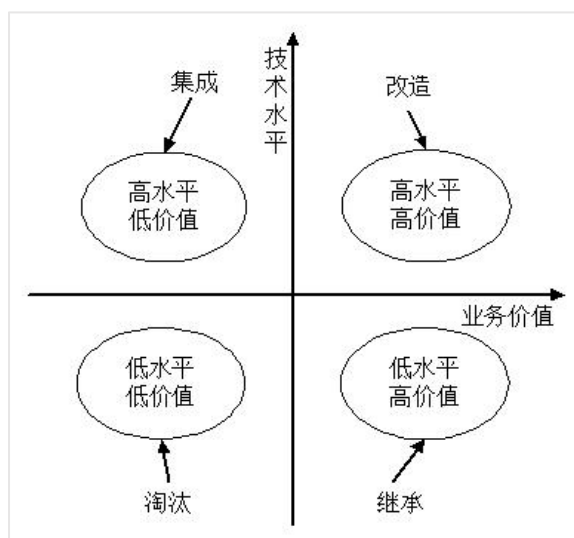 技术水平
集成
改造
高水平
低价值
高水平
高价值
业务价值
低水平
低价值
低水平
高价值
淘汰
继承